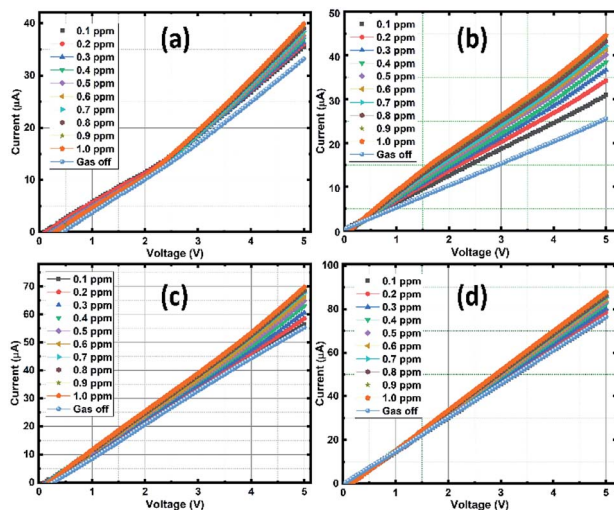 (a)
Current (μA)
40
30
20
10
0
0.1 ppm
0.2 ppm
0.3 ppm
0.4 ppm
0.5 ppm
0.6 ppm
0.7 ppm
0.8 ppm
0.9 ppm
1.0 ppm
Gas off
0 1 2 3 4 5
Voltage (V)
(b)
Current (μA)
50
40
30
20
10
0
0.1 ppm
0.2 ppm
0.3 ppm
0.4 ppm
0.5 ppm
0.6 ppm
0.7 ppm
0.8 ppm
0.9 ppm
1.0 ppm
Gas off
0 1 2 3 4 5
Voltage (V)
(c)
Current (μA)
70
60
50
40
30
20
10
0
0.1 ppm
0.2 ppm
0.3 ppm
0.4 ppm
0.5 ppm
0.6 ppm
0.7 ppm
0.8 ppm
0.9 ppm
1.0 ppm
Gas off
0 1 2 3 4 5
Voltage (V)
(d)
Current (μA)
100
80
60
40
20
0
0.1 ppm
0.2 ppm
0.3 ppm
0.4 ppm
0.5 ppm
0.6 ppm
0.7 ppm
0.8 ppm
0.9 ppm
1.0 ppm
Gas off
0 1 2 3 4 5
Voltage (V)